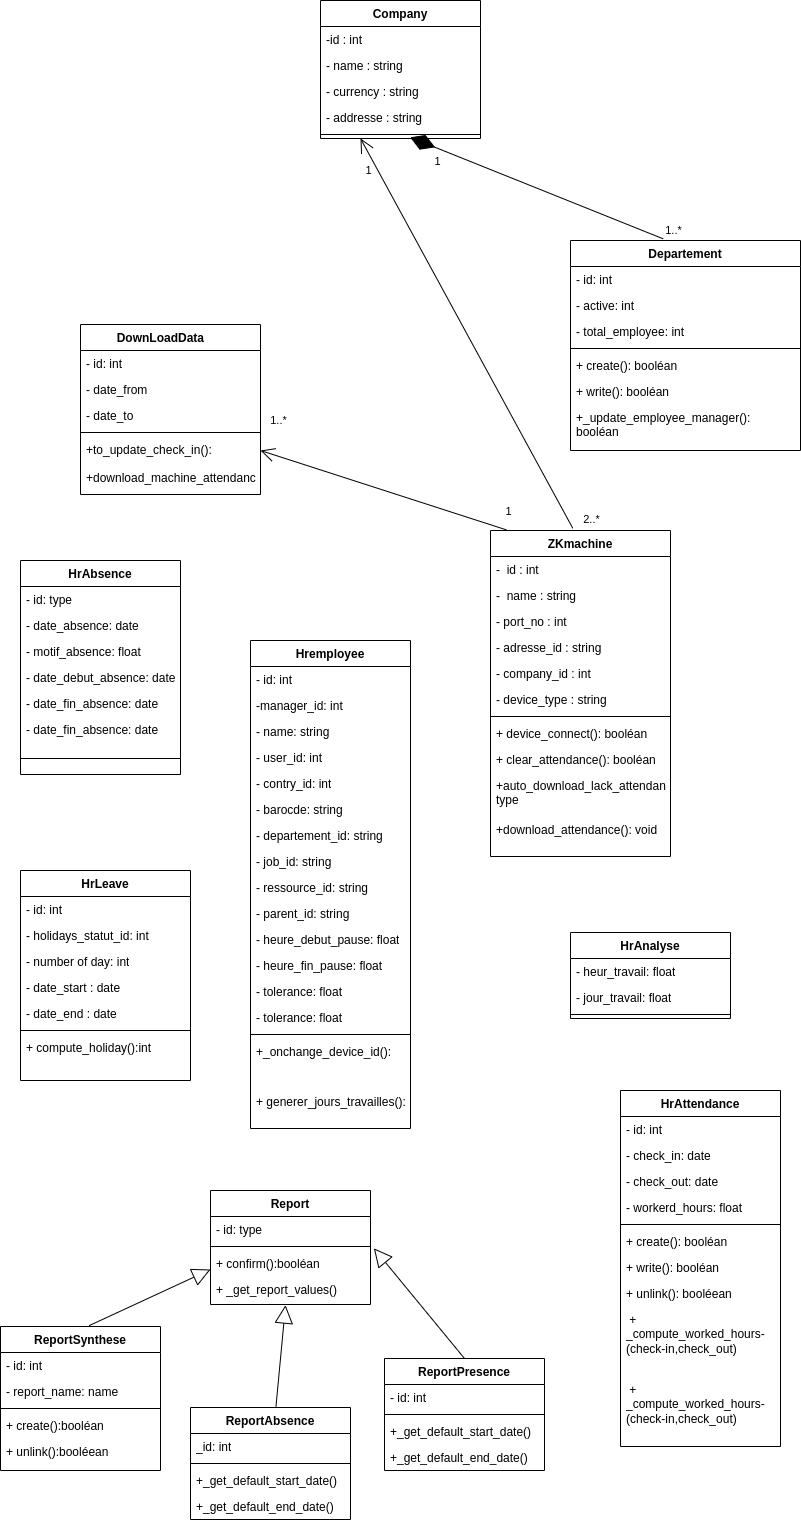 Company
-id : int
- name : string
- currency : string
- addresse : string
1
1
1..*
Departement
- id: int
- active: int
- total_employee: int
+ create(): booléan
+ write(): booléan
+_update_employee_manager():
booléan
DownLoadData
- id: int
- date_from
- date_to
+to_update_check_in():
+download_machine_attendanc
1..*
1
2..*
ZKmachine
-  id : int
-  name : string
- port_no : int
- adresse_id : string
- company_id : int
- device_type : string
+ device_connect(): booléan
+ clear_attendance(): booléan
+auto_download_lack_attendan
type
+download_attendance(): void
HrAbsence
- id: type
- date_absence: date
- motif_absence: float
- date_debut_absence: date
- date_fin_absence: date
- date_fin_absence: date
Hremployee
- id: int
-manager_id: int
- name: string
- user_id: int
- contry_id: int
- barocde: string
- departement_id: string
- job_id: string
- ressource_id: string
- parent_id: string
- heure_debut_pause: float
- heure_fin_pause: float
- tolerance: float
- tolerance: float
+_onchange_device_id():
+ generer_jours_travailles():
HrLeave
- id: int
- holidays_statut_id: int
- number of day: int
- date_start : date
- date_end : date
+ compute_holiday():int
HrAnalyse
- heur_travail: float
- jour_travail: float
HrAttendance
- id: int
- check_in: date
- check_out: date
- workerd_hours: float
+ create(): booléan
+ write(): booléan
+ unlink(): booléean
+
_compute_worked_hours-
(check-in,check_out)
+
_compute_worked_hours-
(check-in,check_out)
Report
- id: type
+ confirm():booléan
+ _get_report_values()
ReportSynthese
- id: int
- report_name: name
+ create():booléan
+ unlink():booléean
ReportAbsence
_id: int
+_get_default_start_date()
+_get_default_end_date()
ReportPresence
- id: int
+_get_default_start_date()
+_get_default_end_date()